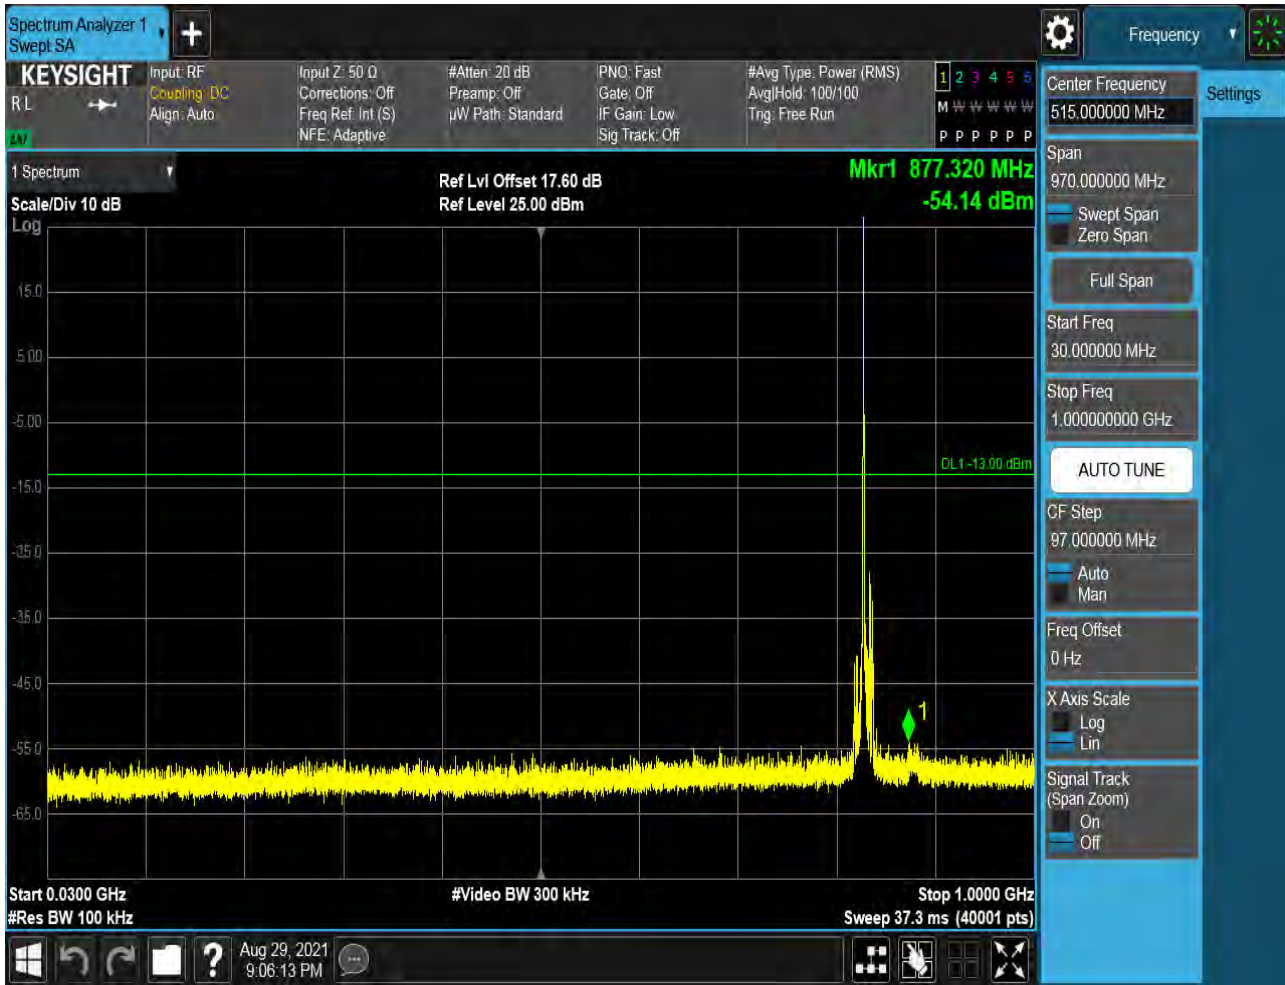 Spectrum Analyzer 1
Swept SA
Frequency
KEYSIGHT
R L
LNI
Input: RF
Coupling: DC
Align: Auto
Input Z: 50 Ω
Corrections: Off
Freq Ref: Int (S)
NFE: Adaptive
#Atten: 20 dB
Preamp: Off
µW Path: Standard
PNO: Fast
Gate: Off
IF Gain: Low
Sig Track: Off
#Avg Type: Power (RMS)
Avg|Hold: 100/100
Trig: Free Run
1 2 3 4 5 6
M W W W W W
P P P P P P
1 Spectrum
Scale/Div 10 dB
Log
Ref Lvl Offset 17.60 dB
Ref Level 25.00 dBm
Mkr1 877.320 MHz
-54.14 dBm
15.0
5.00
-5.00
DL1 -13.00 dBm
-15.0
-25.0
-35.0
-45.0
1
-55.0
-65.0
Start 0.0300 GHz
#Video BW 300 kHz
Stop 1.0000 GHz
#Res BW 100 kHz
Sweep 37.3 ms (40001 pts)
Aug 29, 2021
9:06:13 PM
Center Frequency
515.000000 MHz
Span
970.000000 MHz
Swept Span
Zero Span
Full Span
Start Freq
30.000000 MHz
Stop Freq
1.000000000 GHz
AUTO TUNE
CF Step
97.000000 MHz
Auto
Man
Freq Offset
0 Hz
X Axis Scale
Log
Lin
Signal Track
(Span Zoom)
On
Off
Settings